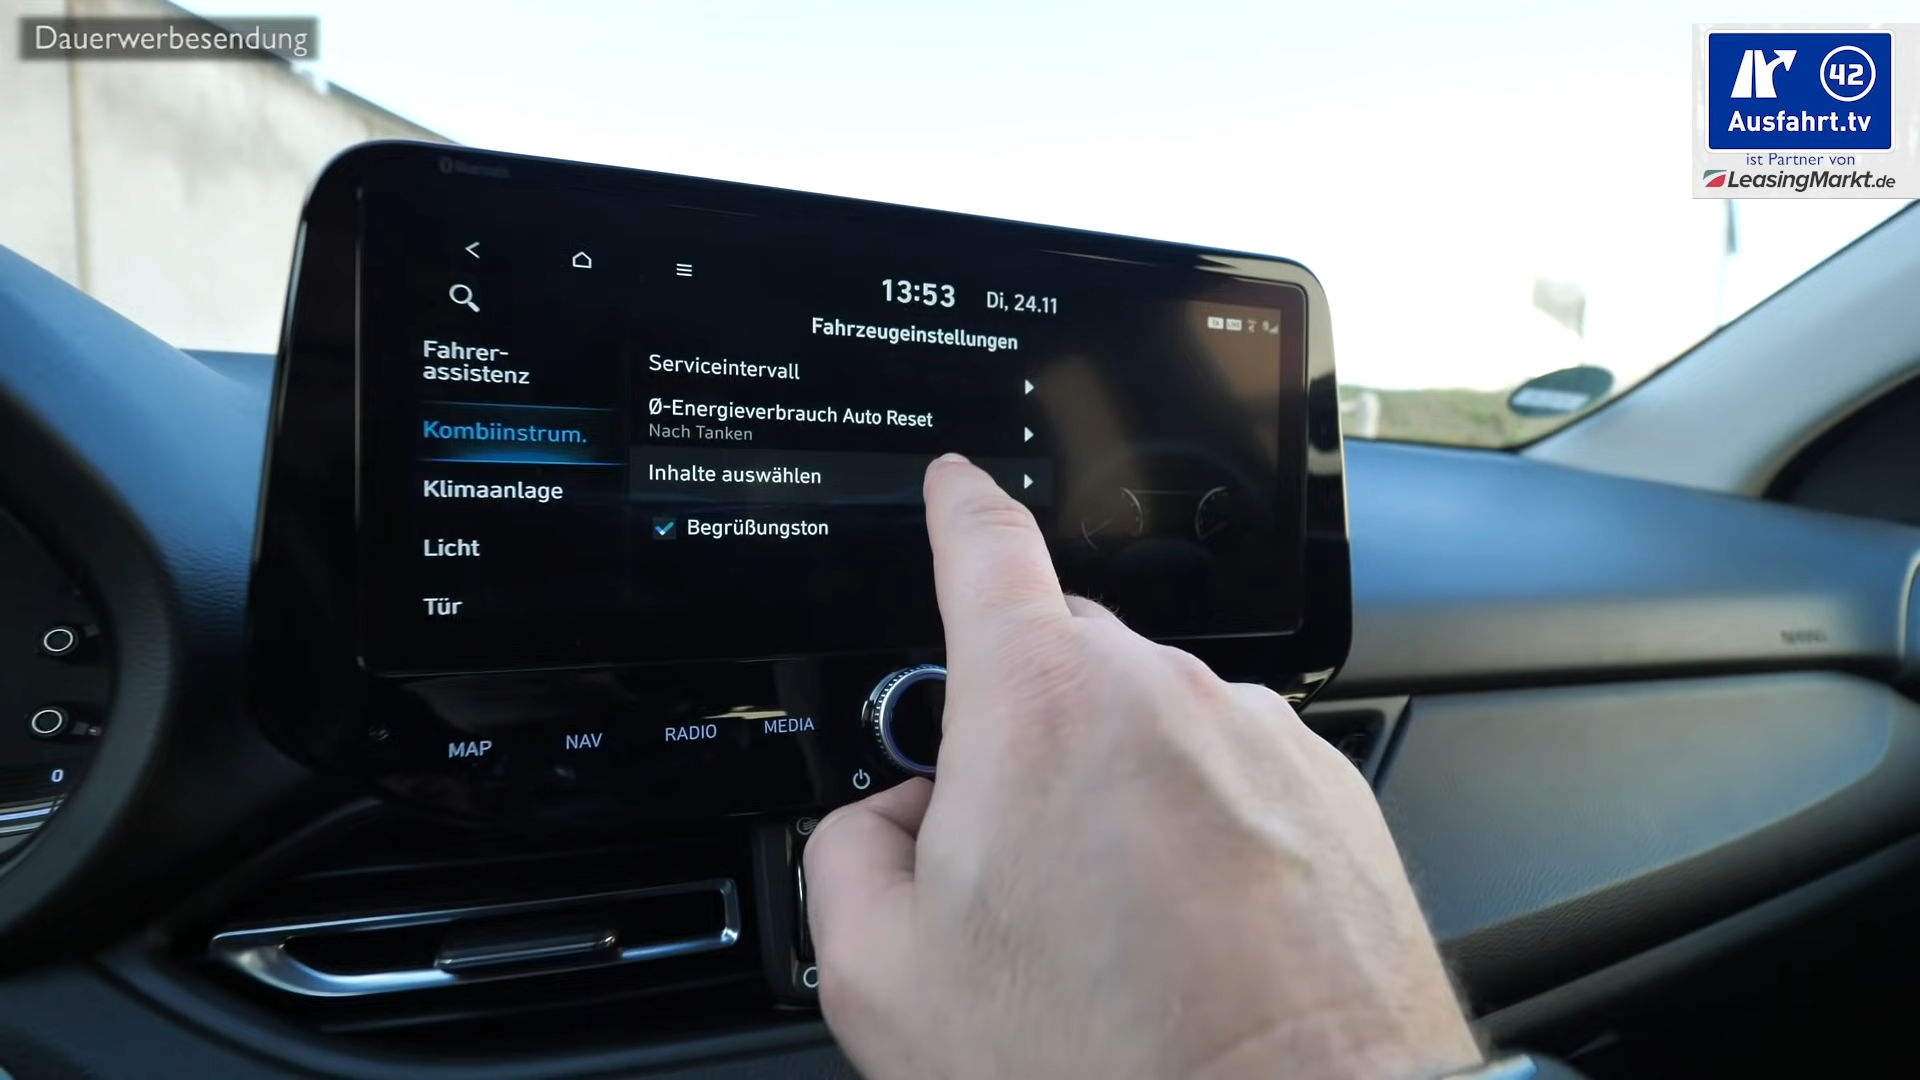 Dauerwerbesendung
42
Ausfahrt.tv
ist Partner von
LeasingMarkt.de
13:53 Di, 24.11
Fahrzeugeinstellungen
Fahrer-
assistenz
Kombiinstrum.
Klimaanlage
Licht
Tür
Serviceintervall
Ø-Energieverbrauch Auto Reset
Nach Tanken
Inhalte auswählen
Begrüßungston
MAP NAV RADIO MEDIA
0